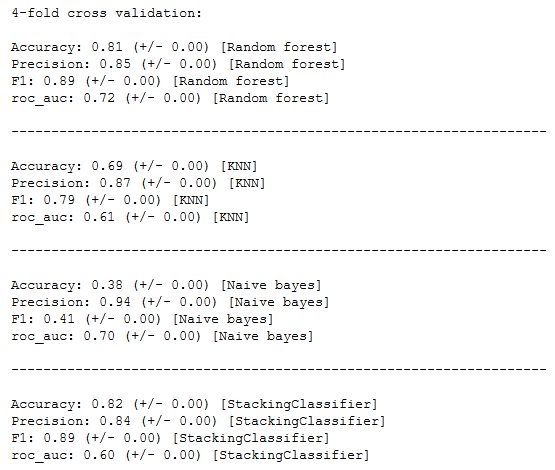 4-fold cross validation:
Accuracy: 0.81 (+/- 0.00) [Random forest]
Precision: 0.85 (+/- 0.00) [Random forest]
F1: 0.89 (+/- 0.00) [Random forest]
roc_auc: 0.72 (+/- 0.00) [Random forest]
-------------------------------------------------------------------
Accuracy: 0.69 (+/- 0.00) [KNN]
Precision: 0.87 (+/- 0.00) [KNN]
F1: 0.79 (+/- 0.00) [KNN]
roc_auc: 0.61 (+/- 0.00) [KNN]
-------------------------------------------------------------------
Accuracy: 0.38 (+/- 0.00) [Naive bayes]
Precision: 0.94 (+/- 0.00) [Naive bayes]
F1: 0.41 (+/- 0.00) [Naive bayes]
roc_auc: 0.70 (+/- 0.00) [Naive bayes]
-------------------------------------------------------------------
Accuracy: 0.82 (+/- 0.00) [StackingClassifier]
Precision: 0.84 (+/- 0.00) [StackingClassifier]
F1: 0.89 (+/- 0.00) [StackingClassifier]
roc_auc: 0.60 (+/- 0.00) [StackingClassifier]